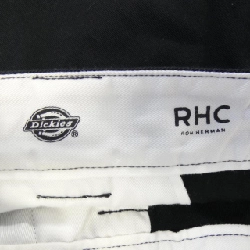 Dickies
®
RHC
RON HERMAN